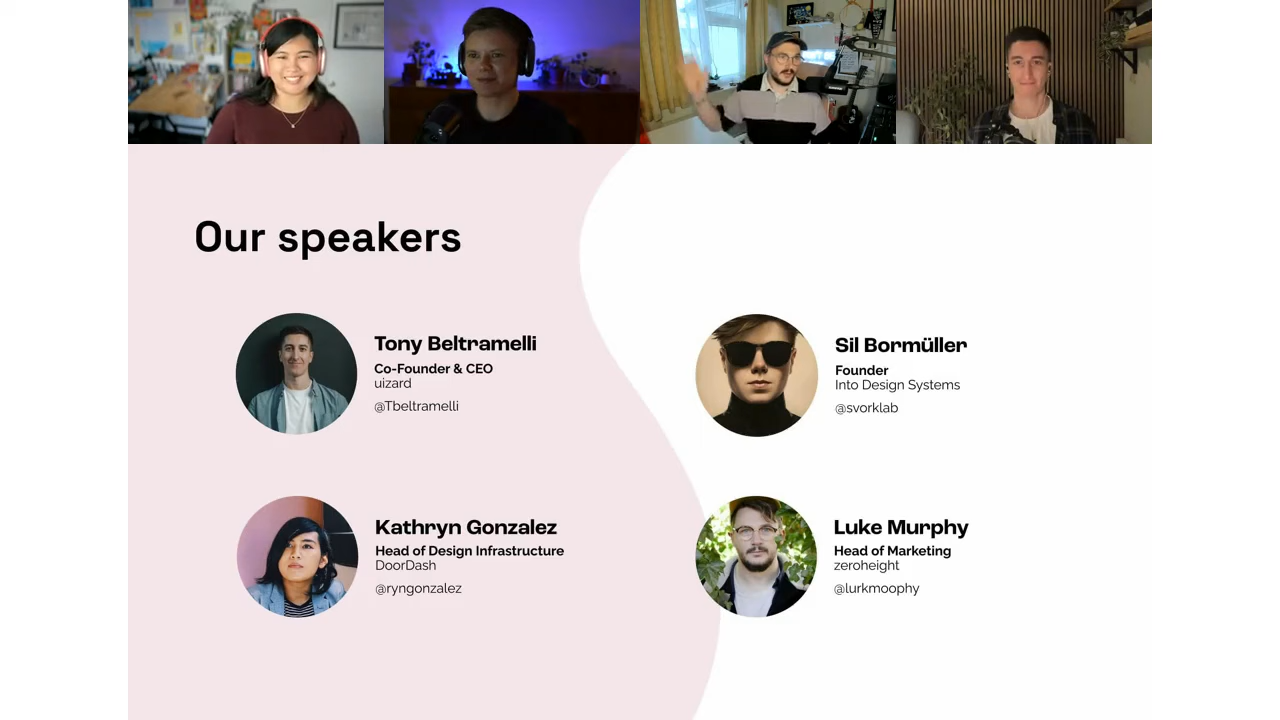 Our speakers
Tony Beltramelli
Co-Founder & CEO
uizard
@Tbeltramelli
Sil Bormüller
Founder
Into Design Systems
@svorklab
Kathryn Gonzalez
Head of Design Infrastructure
DoorDash
@ryngonzalez
Luke Murphy
Head of Marketing
zeroheight
@lurkmoophy